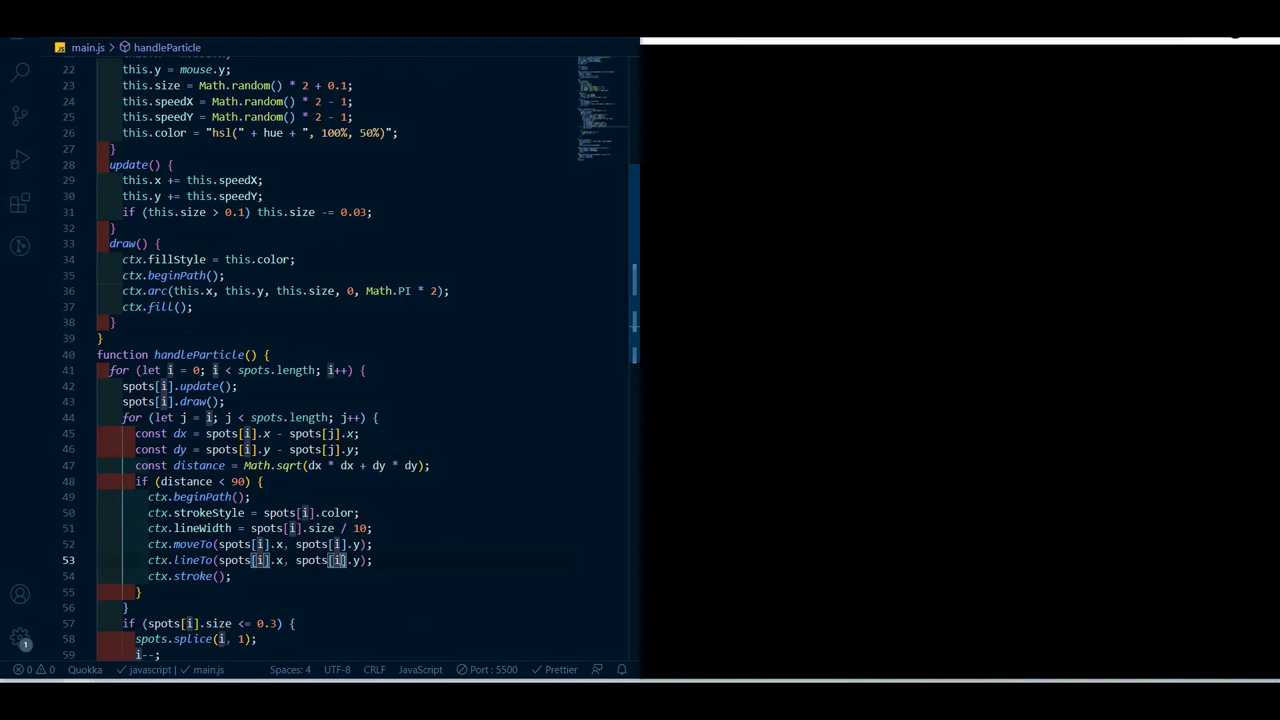 main.js > handleParticle
22 this.y = mouse.y;
23 this.size = Math.random() * 2 + 0.1;
24 this.speedX = Math.random() * 2 - 1;
25 this.speedY = Math.random() * 2 - 1;
26 this.color = "hsl(" + hue + ", 100%, 50%)";
27 }
28 update() {
29 this.x += this.speedX;
30 this.y += this.speedY;
31 if (this.size > 0.1) this.size -= 0.03;
32 }
33 draw() {
34 ctx.fillStyle = this.color;
35 ctx.beginPath();
36 ctx.arc(this.x, this.y, this.size, 0, Math.PI * 2);
37 ctx.fill();
38 }
39 }
40 function handleParticle() {
41 for (let i = 0; i < spots.length; i++) {
42 spots[i].update();
43 spots[i].draw();
44 for (let j = i; j < spots.length; j++) {
45 const dx = spots[i].x - spots[j].x;
46 const dy = spots[i].y - spots[j].y;
47 const distance = Math.sqrt(dx * dx + dy * dy);
48 if (distance < 90) {
49 ctx.beginPath();
50 ctx.strokeStyle = spots[i].color;
51 ctx.lineWidth = spots[i].size / 10;
52 ctx.moveTo(spots[i].x, spots[i].y);
53 ctx.lineTo(spots[i].x, spots[i].y);
54 ctx.stroke();
55 }
56 }
57 if (spots[i].size <= 0.3) {
58 spots.splice(i, 1);
59 i--;
1
0 0 Quokka javascript | main.js Spaces: 4 UTF-8 CRLF JavaScript Port : 5500 Prettier